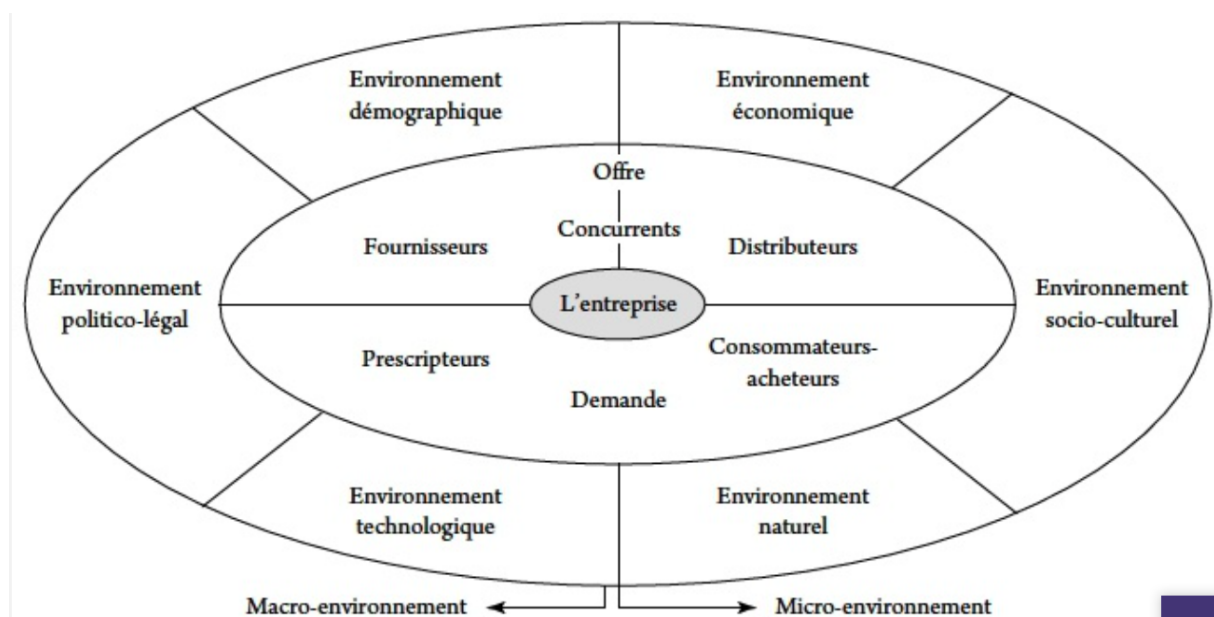 Environnement
démographique
Environnement
économique
Offre
Concurrents
Fournisseurs
Distributeurs
Environnement
politico-légal
L'entreprise
Environnement
socio-culturel
Prescripteurs
Consommateurs-
acheteurs
Demande
Environnement
technologique
Environnement
naturel
Macro-environnement
Micro-environnement